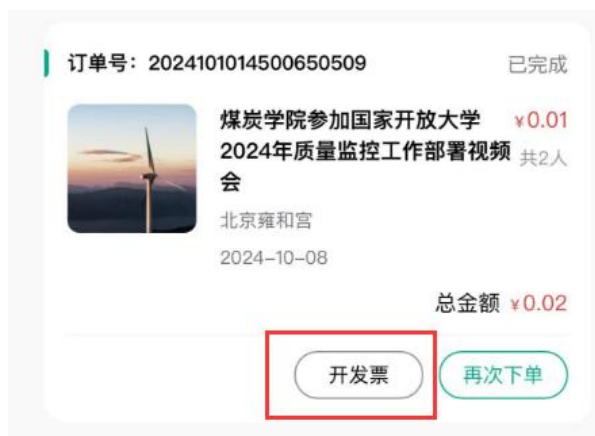 订单号：20241010145006505​09
已完成
煤炭学院参加国家开放大学
¥0.01
2024年质量监控工作部署视频
共2人
会
北京雍和宫
2024-10-08
总金额 ¥0.02
开发票
再次下单